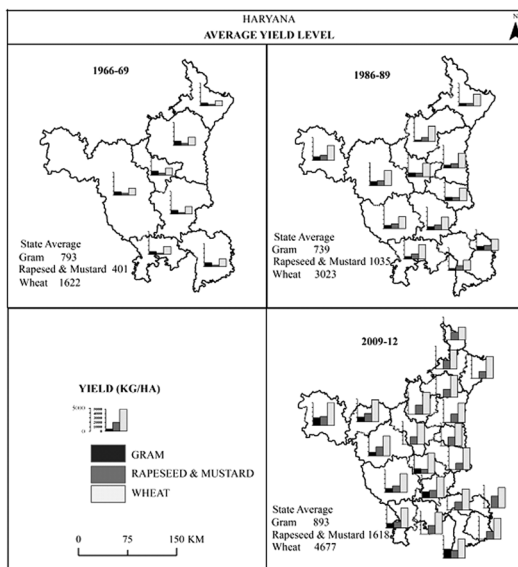 HARYANA
AVERAGE YIELD LEVEL
N
1966-69
State Average
Gram 793
Rapesed & Mustard 401
Wheat 1622
1986-89
State Average
Gram 739
Rapeseed & Mustard 1035
Wheat 3023
YIELD (KG/HA)
5000
0
GRAM
RAPESEED & MUSTARD
WHEAT
0 75 150 KM
2009-12
State Average
Gram 893
Rapeseed & Mustard 1618
Wheat 4677